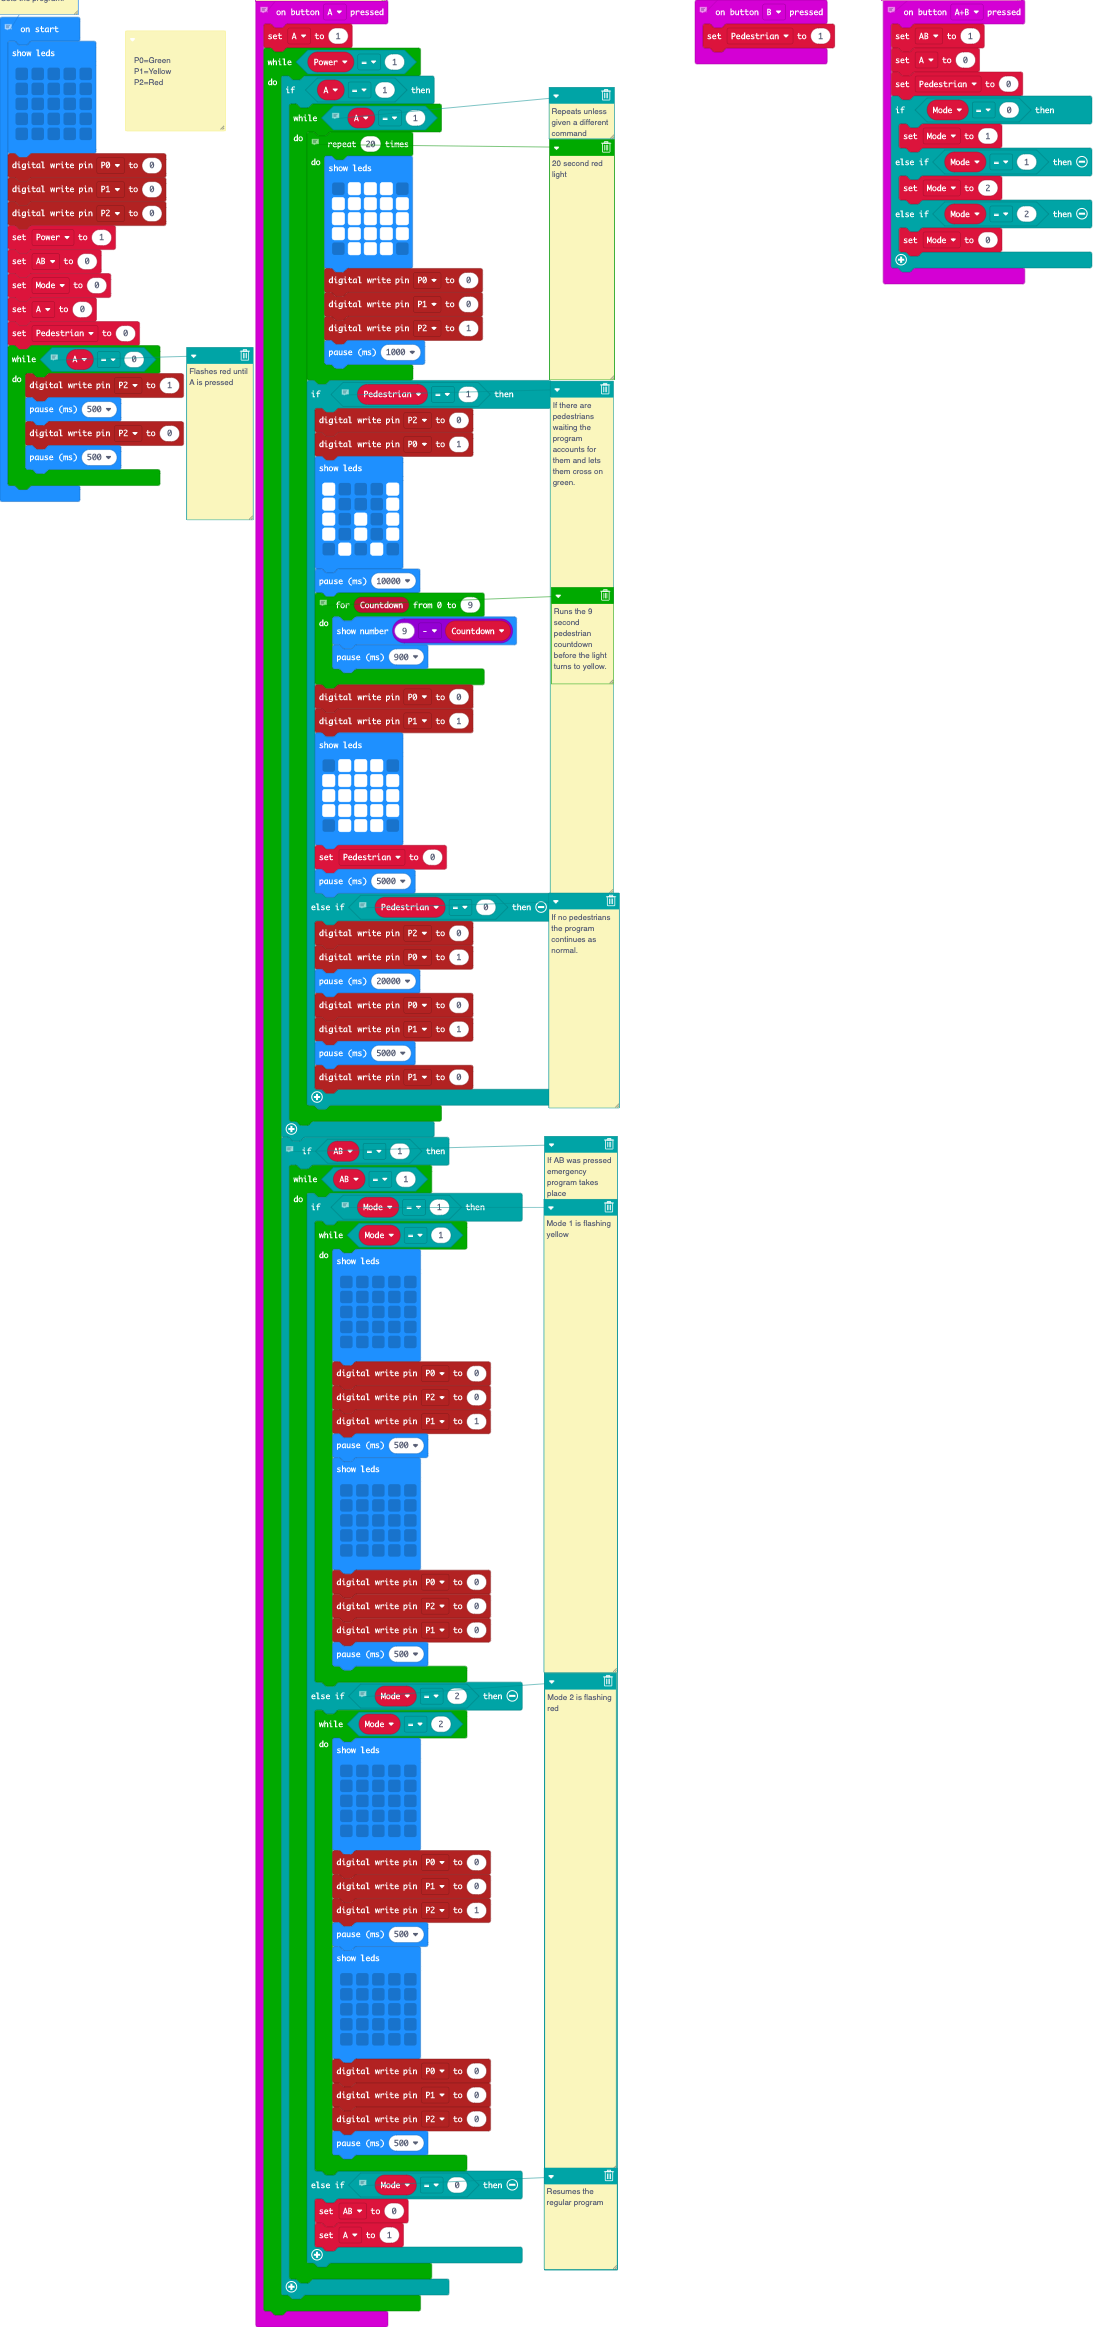 on start
show leds
digital write pin P0 to 0
digital write pin P1 to 0
digital write pin P2 to 0
set Power to 1
set AB to 0
set Mode to 0
set A to 0
set Pedestrian to 0
while A = 0
do
digital write pin P2 to 1
pause (ms) 500
digital write pin P2 to 0
pause (ms) 500
P0=Green
P1=Yellow
P2=Red
Flashes red until
A is pressed
on button A pressed
set A to 1
while Power = 1
do
if A = 1 then
while A = 1
Repeats unless
given a different
command
do
repeat 20 times
20 second red
light
do
show leds
digital write pin P0 to 0
digital write pin P1 to 0
digital write pin P2 to 1
pause (ms) 1000
if Pedestrian = 1 then
If there are
pedestrians
waiting the
program
accounts for
them and lets
them cross on
green.
digital write pin P2 to 0
digital write pin P0 to 1
show leds
pause (ms) 10000
for Countdown from 0 to 9
Runs the 9
second
pedestrian
countdown
before the light
turns to yellow.
do
show number 9 - Countdown
pause (ms) 900
digital write pin P0 to 0
digital write pin P1 to 1
show leds
set Pedestrian to 0
pause (ms) 5000
else if Pedestrian = 0 then
If no pedestrians
the program
continues as
normal.
digital write pin P2 to 0
digital write pin P0 to 1
pause (ms) 20000
digital write pin P0 to 0
digital write pin P1 to 1
pause (ms) 5000
digital write pin P1 to 0
if AB = 1 then
If AB was pressed
emergency
program takes
place
while AB = 1
do
if Mode = 1 then
Mode 1 is flashing
yellow
while Mode = 1
do
show leds
digital write pin P0 to 0
digital write pin P2 to 0
digital write pin P1 to 1
pause (ms) 500
show leds
digital write pin P0 to 0
digital write pin P2 to 0
digital write pin P1 to 0
pause (ms) 500
else if Mode = 2 then
Mode 2 is flashing
red
while Mode = 2
do
show leds
digital write pin P0 to 0
digital write pin P1 to 0
digital write pin P2 to 1
pause (ms) 500
show leds
digital write pin P0 to 0
digital write pin P1 to 0
digital write pin P2 to 0
pause (ms) 500
else if Mode = 0 then
Resumes the
regular program
set AB to 0
set A to 1
on button B pressed
set Pedestrian to 1
on button A+B pressed
set AB to 1
set A to 0
set Pedestrian to 0
if Mode = 0 then
set Mode to 1
else if Mode = 1 then
set Mode to 2
else if Mode = 2 then
set Mode to 0